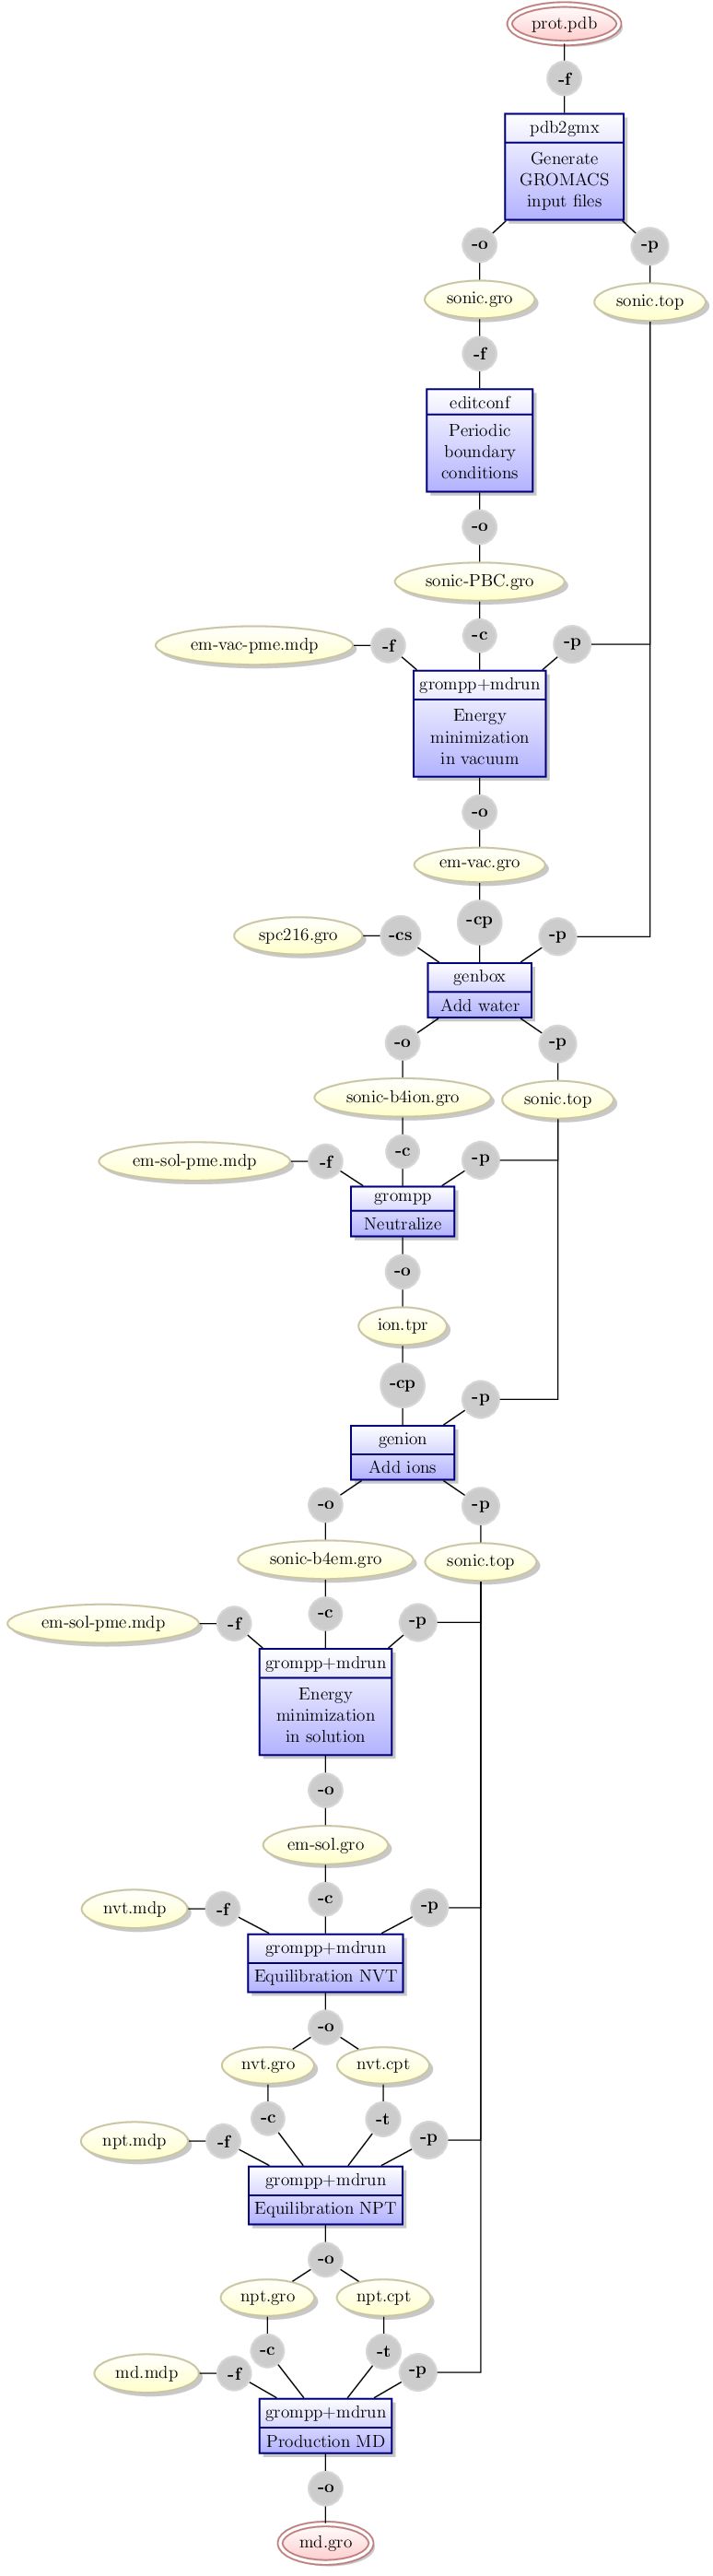 prot.pdb
-f
pdb2gmx
Generate
GROMACS
input files
-o
-p
sonic.gro
sonic.top
-f
editconf
Periodic
boundary
conditions
-o
sonic-PBC.gro
em-vac-pme.mdp
-f
-c
-p
grompp+mdrun
Energy
minimization
in vacuum
-o
em-vac.gro
spc216.gro
-cs
-cp
-p
genbox
Add water
-o
-p
sonic-b4ion.gro
sonic.top
em-sol-pme.mdp
-f
-c
-p
grompp
Neutralize
-o
ion.tpr
-cp
-p
genion
Add ions
-o
-p
sonic-b4em.gro
sonic.top
em-sol-pme.mdp
-f
-c
-p
grompp+mdrun
Energy
minimization
in solution
-o
em-sol.gro
nvt.mdp
-f
-c
-p
grompp+mdrun
Equilibration NVT
-o
nvt.gro
nvt.cpt
-c
-t
npt.mdp
-f
-p
grompp+mdrun
Equilibration NPT
-o
npt.gro
npt.cpt
-c
-t
md.mdp
-f
-p
grompp+mdrun
Production MD
-o
md.gro